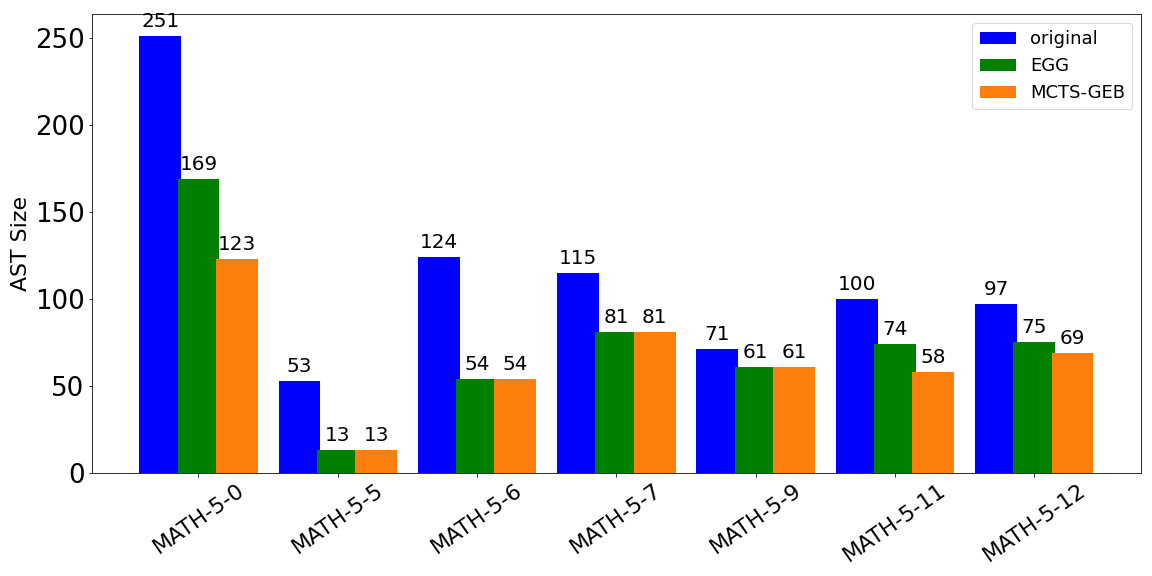 original
EGG
MCTS-GEB
AST Size
250
200
150
100
50
0
251
169
123
53
13
13
124
54
54
115
81
81
71
61
61
100
74
58
97
75
69
MATH-5-0
MATH-5-5
MATH-5-6
MATH-5-7
MATH-5-9
MATH-5-11
MATH-5-12